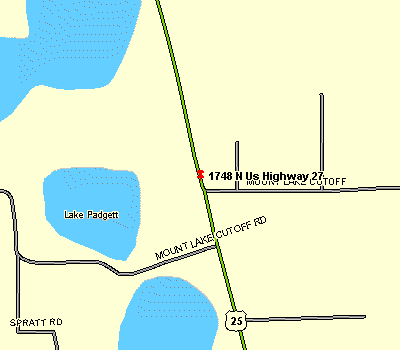 1748 N Us Highway 27
MOUNT LAKE CUTOFF
Lake Padgett
MOUNT LAKE CUTOFF RD
25
SPRATT RD